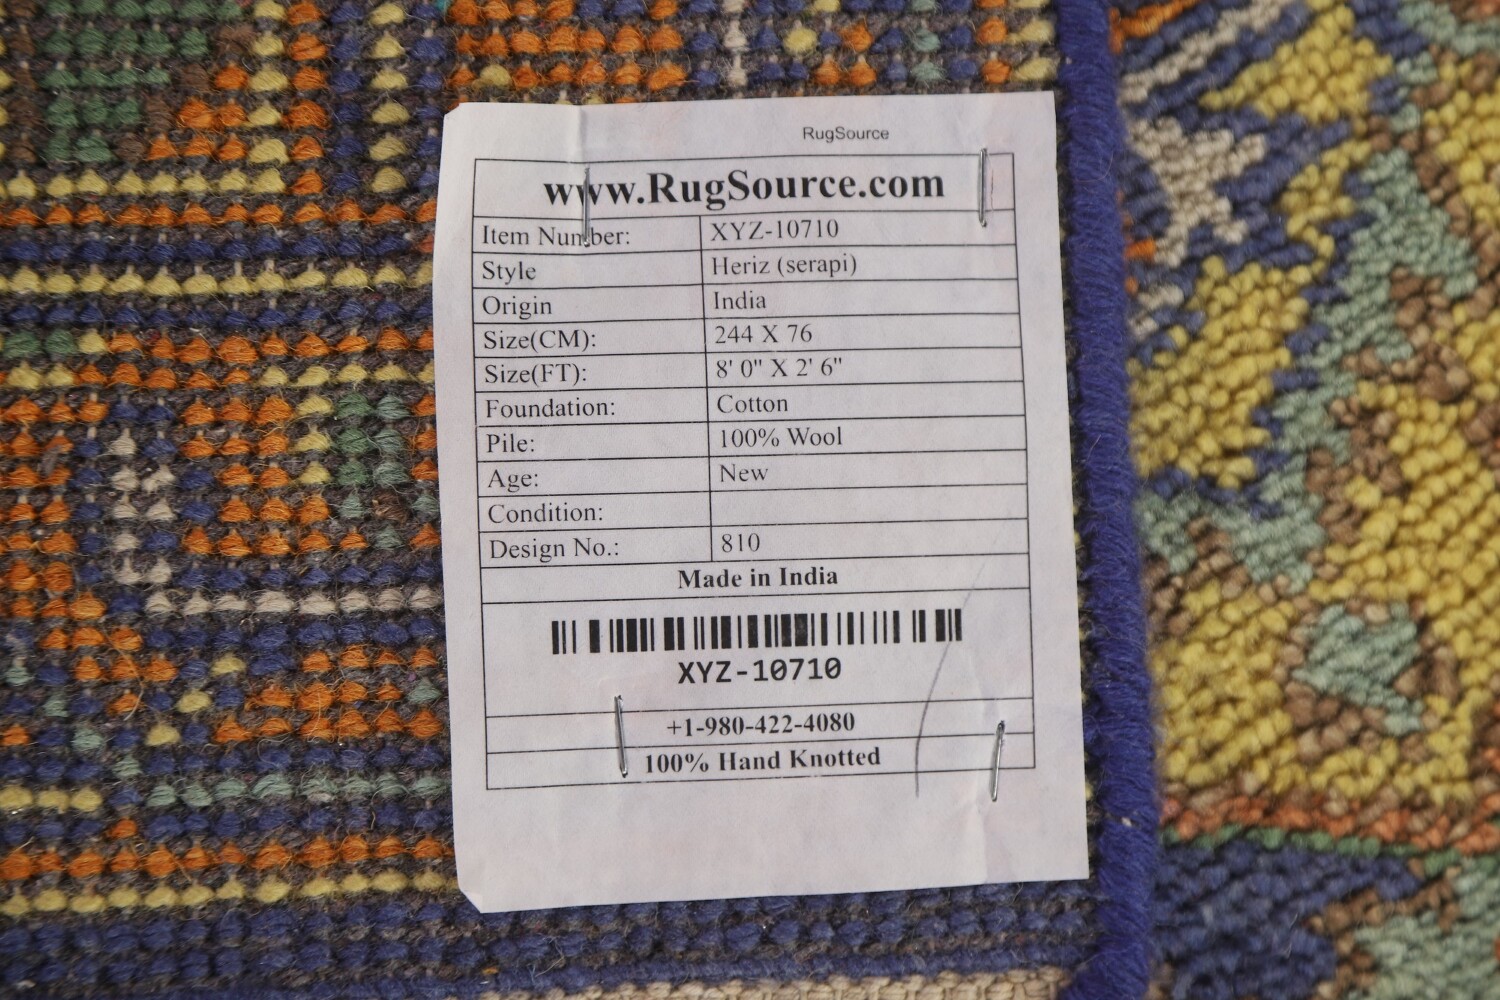 RugSource
www.RugSource.com
Item Number: XYZ-10710
Style Heriz (serapi)
Origin India
Size(CM): 244 X 76
Size(FT): 8' 0" X 2' 6"
Foundation: Cotton
Pile: 100% Wool
Age: New
Condition:
Design No.: 810
Made in India
XYZ-10710
+1-980-422-4080
100% Hand Knotted